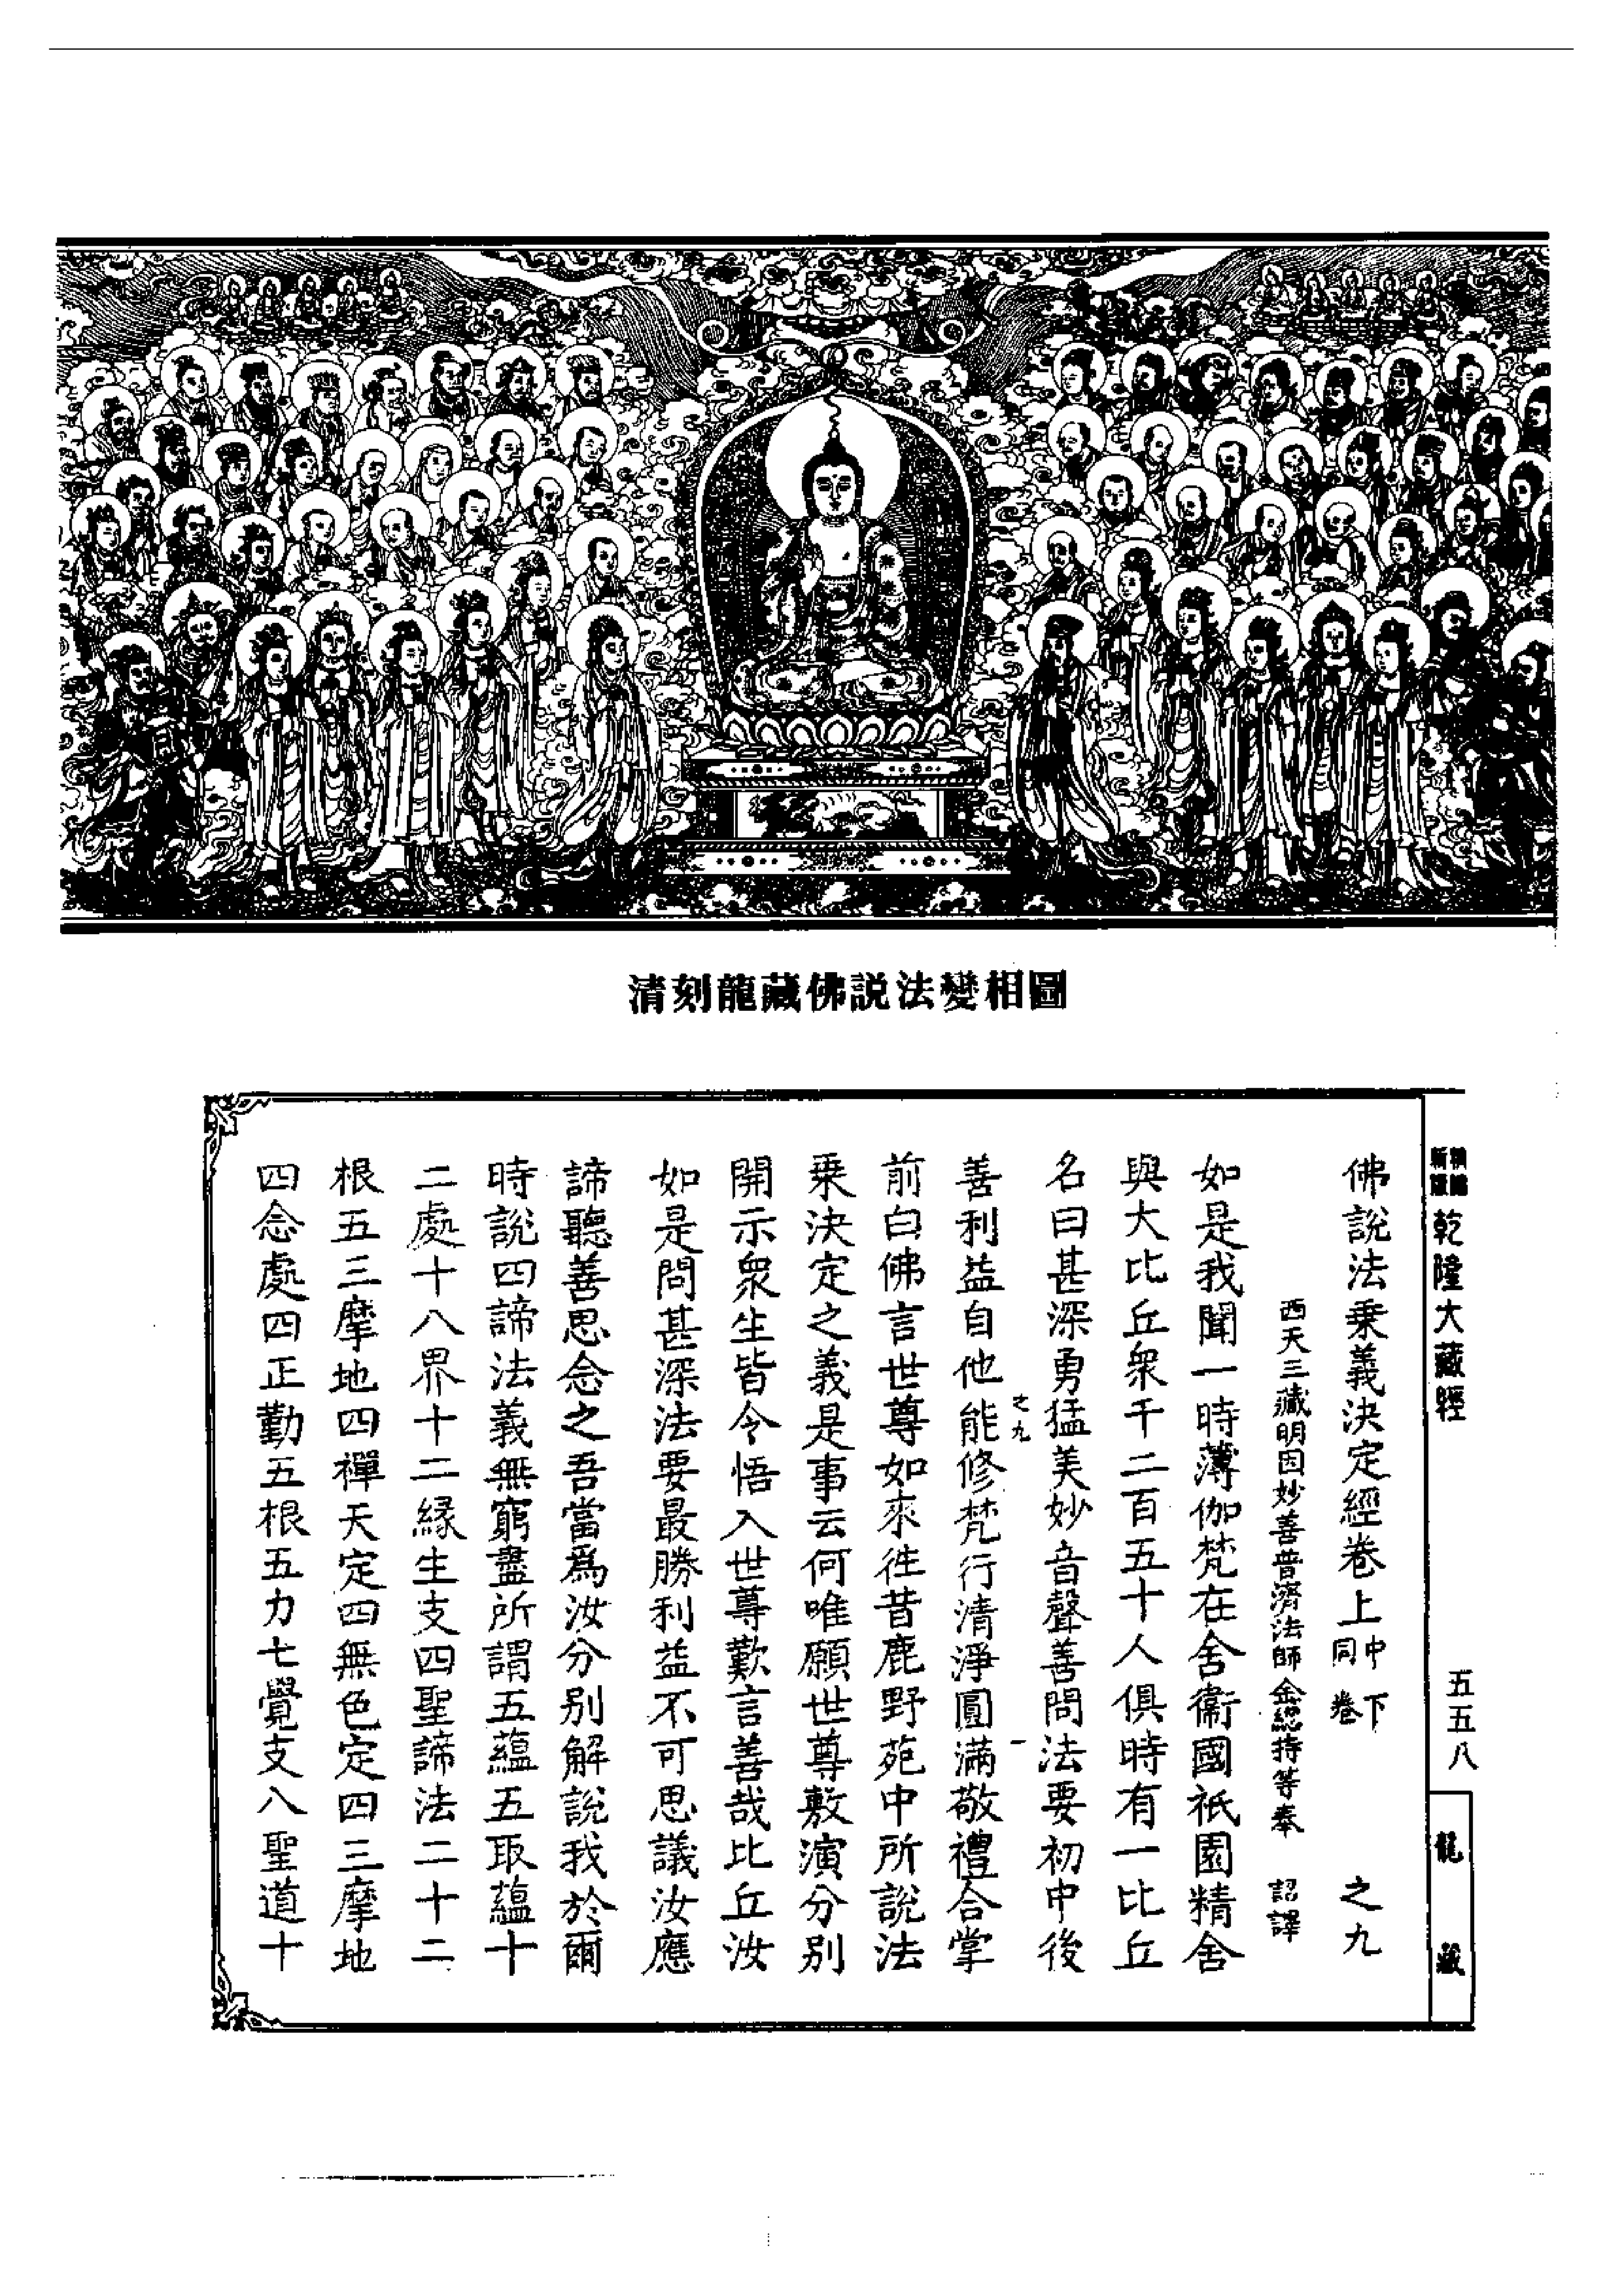 清刻龍藏佛説法變相圖
乾隆大藏經
五五八
龍藏
佛說法乗義決定經卷上中下同卷 之九
西天三藏明因妙善普濟法師金總持等奉 詔譯
如是我聞一時薄伽梵在舍衞國祇園精舍
與大比丘衆千二百五十人俱時有一比丘
名曰甚深勇猛美妙音聲善問法要初中後
之九 一
善利益自他能修梵行清淨圓滿敬禮合掌
前白佛言世尊如來徃昔鹿野苑中所說法
乗決定之義是事云何唯願世尊敷演分别
開示衆生皆令悟入世尊歎言善哉比丘汝
如是問甚深法要最勝利益不可思議汝應
諦聽善思念之吾當爲汝分别解說我於爾
時說四諦法義無窮盡所謂五蘊五取蘊十
二處十八界十二緣生支四聖諦法二十二
根五三摩地四禪天定四無色定四三摩地
四念處四正勤五根五力七覺支八聖道十